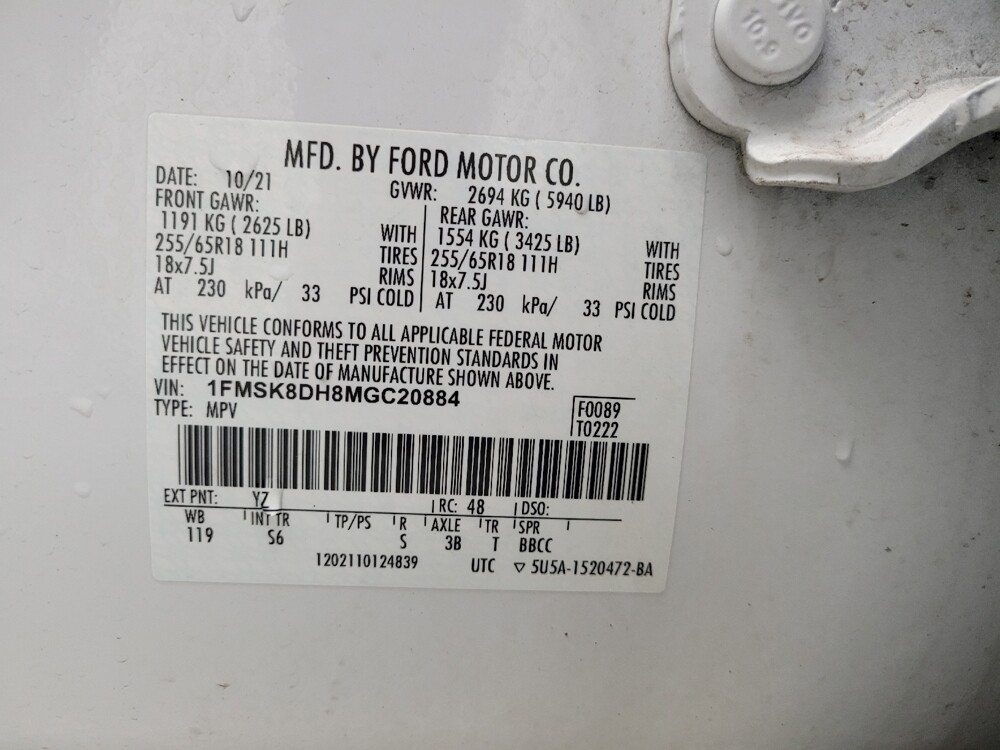 10.9
MFD. BY FORD MOTOR CO.
DATE: 10/21 GVWR: 2694 KG ( 5940 LB)
FRONT GAWR: REAR GAWR:
1191 KG ( 2625 LB) WITH 1554 KG ( 3425 LB) WITH
255/65R18 111H TIRES 255/65R18 111H TIRES
18x7.5J RIMS 18x7.5J RIMS
AT 230 kPa/ 33 PSI COLD AT 230 kPa/ 33 PSI COLD
THIS VEHICLE CONFORMS TO ALL APPLICABLE FEDERAL MOTOR
VEHICLE SAFETY AND THEFT PREVENTION STANDARDS IN
EFFECT ON THE DATE OF MANUFACTURE SHOWN ABOVE.
VIN: 1FMSK8DH8MGC20884
TYPE: MPV
F0089
T0222
EXT PNT: YZ RC: 48 DSO:
WB INT TR TP/PS R AXLE TR SPR
119 S6 S 3B T BBCC
1202110124839 UTC ▽ 5U5A-1520472-BA